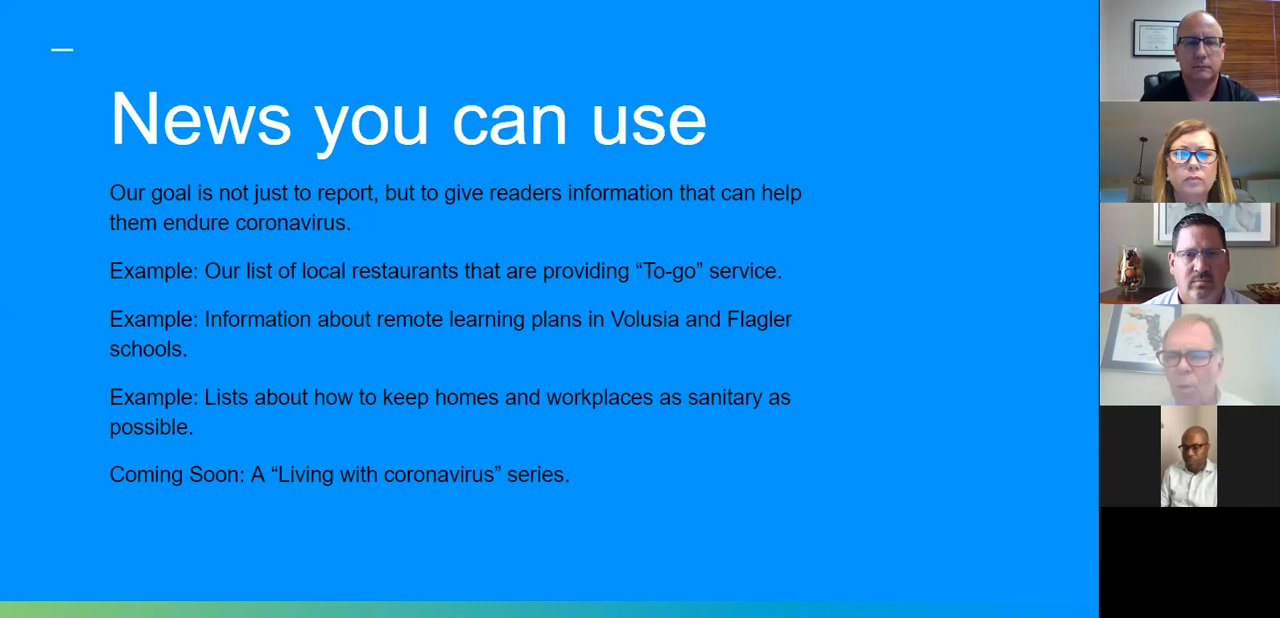 News you can use
Our goal is not just to report, but to give readers information that can help
them endure coronavirus.
Example: Our list of local restaurants that are providing “To-go” service.
Example: Information about remote learning plans in Volusia and Flagler
schools.
Example: Lists about how to keep homes and workplaces as sanitary as
possible.
Coming Soon: A “Living with coronavirus” series.